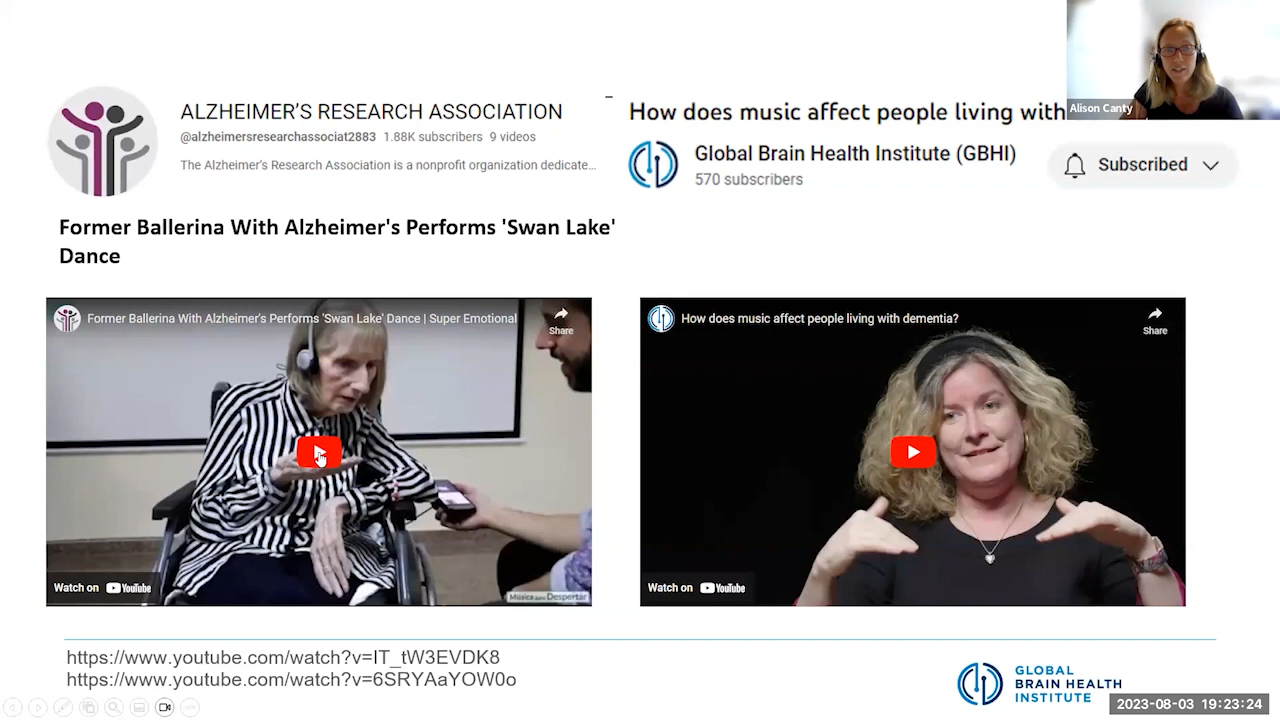 ALZHEIMER'S RESEARCH ASSOCIATION
@alzheimersresearchassociat2883 1.88K subscribers 9 videos
The Alzheimer's Research Association is a nonprofit organization dedicate...
Former Ballerina With Alzheimer's Performs 'Swan Lake'
Dance
How does music affect people living with
Global Brain Health Institute (GBHI)
570 subscribers
Subscribed
Alison Canty
Former Ballerina With Alzheimer's Performs 'Swan Lake' Dance | Super Emotional
Share
Watch on YouTube
Música para Despertar
How does music affect people living with dementia?
Share
Watch on YouTube
https://www.youtube.com/watch?v=IT_tW3EVDK8
https://www.youtube.com/watch?v=6SRYAaYOW0o
GLOBAL
BRAIN HEALTH
INSTITUTE
2023-08-03 19:23:24